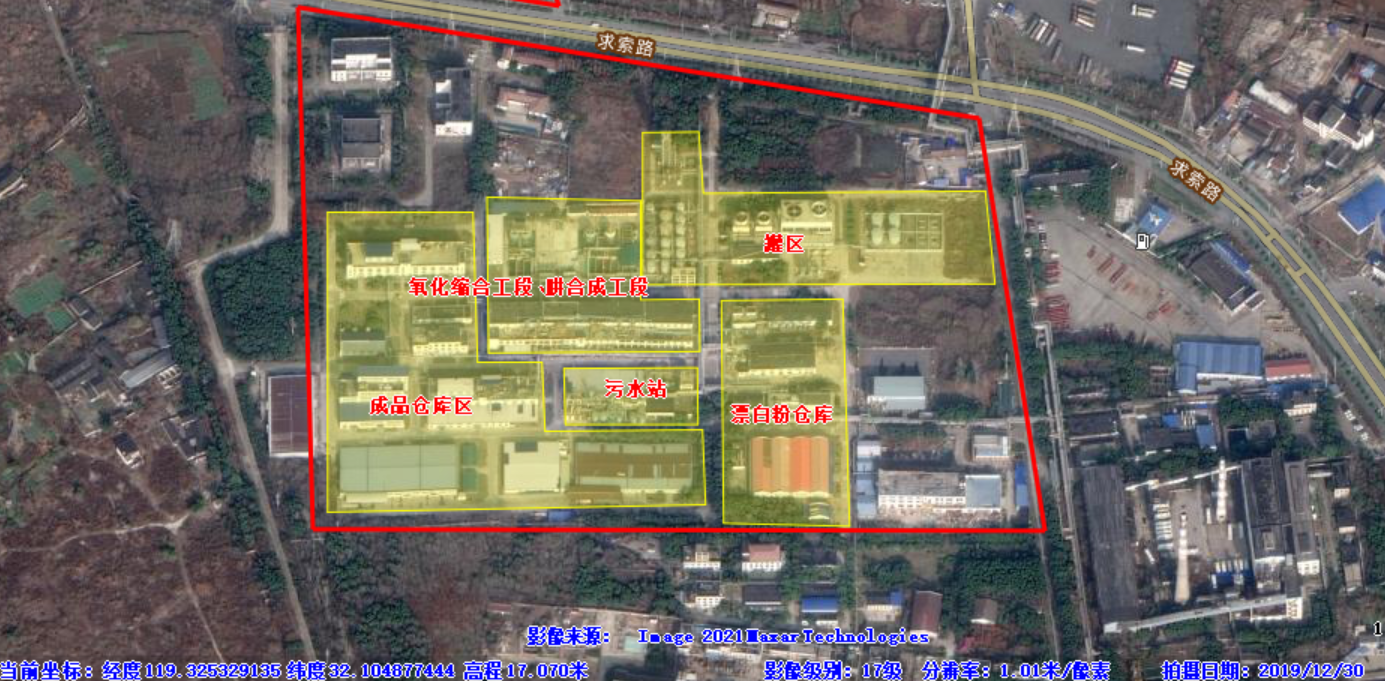 求索路
求索路
罐区
氧化缩合工段、肼合成工段
污水站
成品仓库区
漂白粉仓库
影像来源： Image 2021 Maxar Technologies
当前坐标：经度119.325329135 纬度32.104877444 高程17.070米
影像级别：17级 分辨率：1.01米/像素 拍摄日期：2019/12/30
1